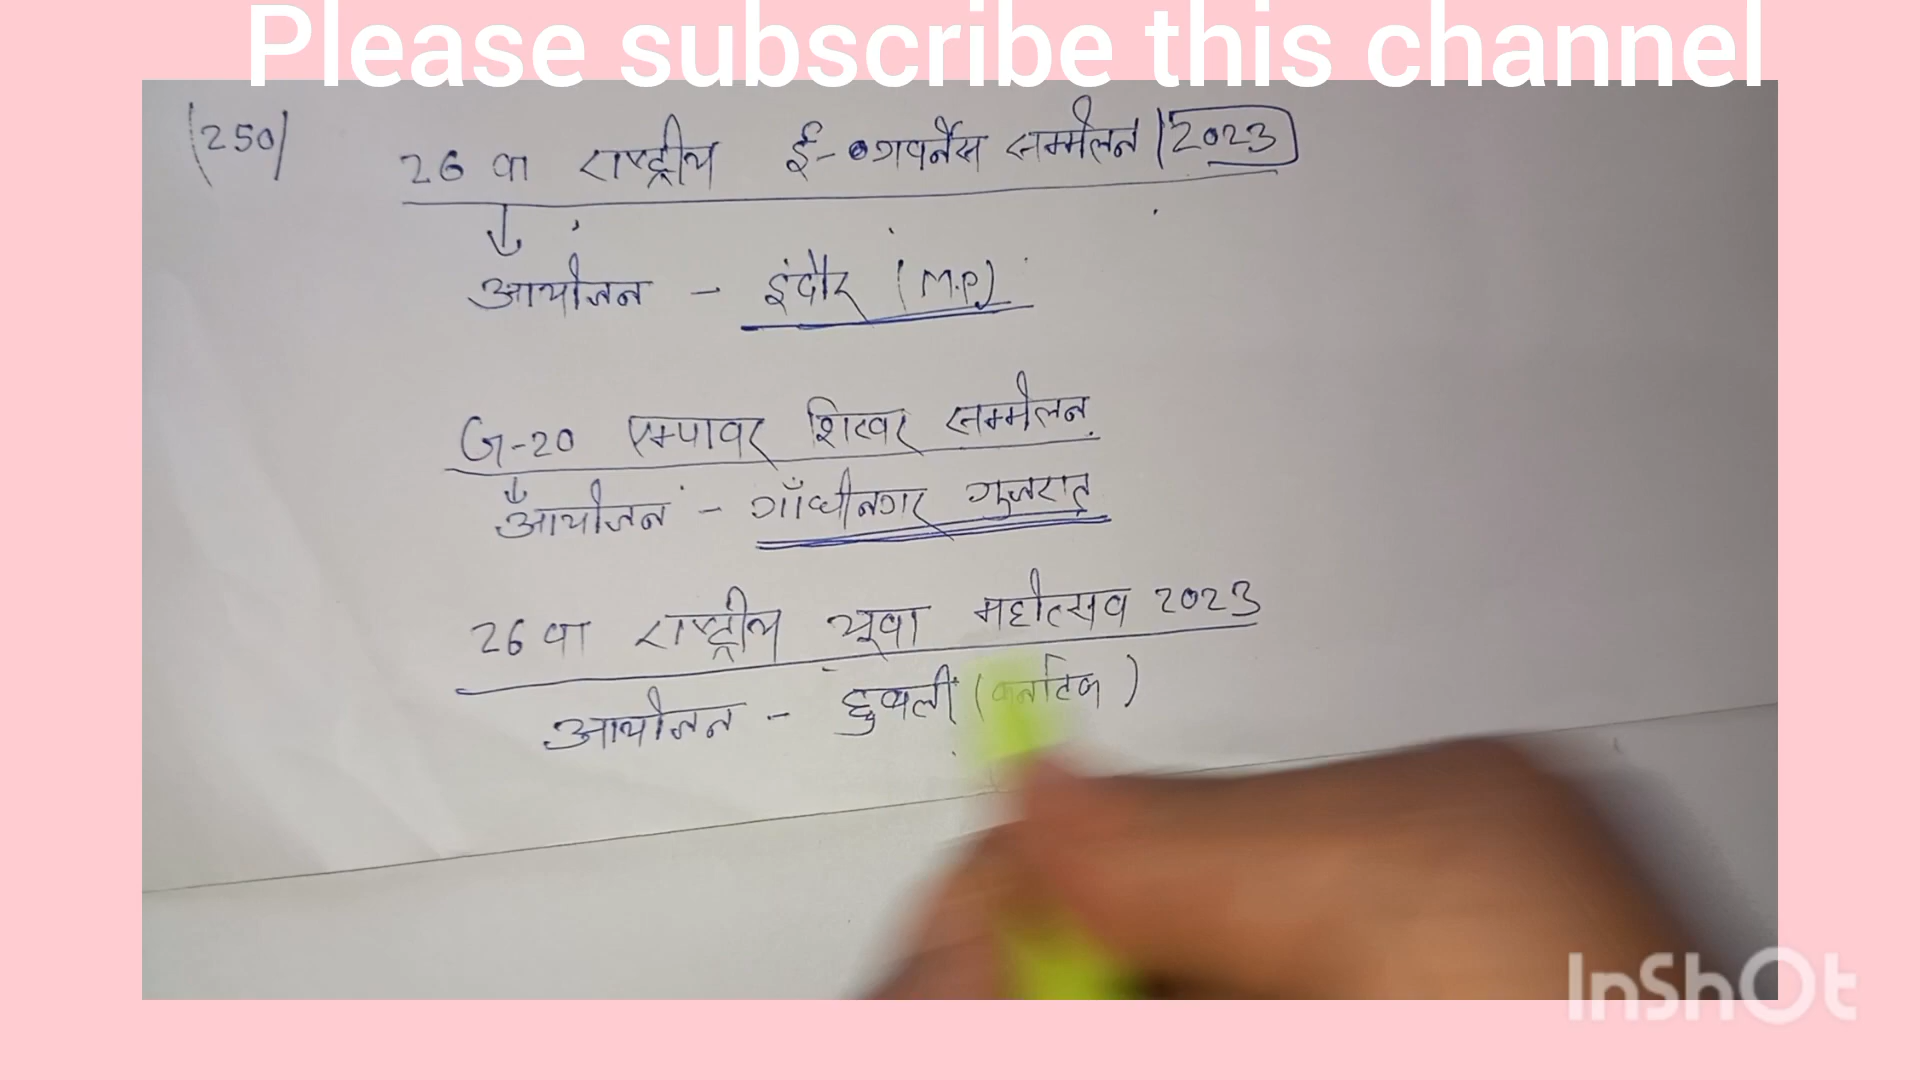 Please subscribe this channel
(250) 26 वा राष्ट्रीय ई-गवर्नेंस सम्मेलन (2023)
आयोजन - इंदौर (M.P)
G-20 एम्पावर शिखर सम्मेलन
आयोजन - गाँधीनगर गुजरात
26 वा राष्ट्रीय यूवा महोत्सव 2023
आयोजन - हुबली (कर्नाटक)
InShOt